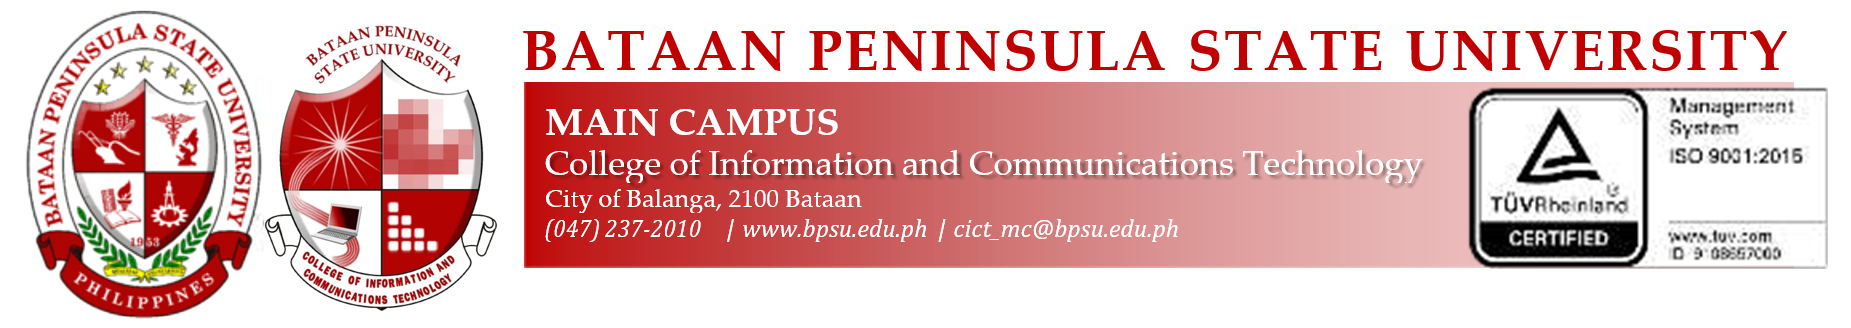 BATAAN PENINSULA STATE UNIVERSITY
1953
PHILIPPINES
BATAAN PENINSULA
STATE UNIVERSITY
COLLEGE OF INFORMATION AND
COMMUNICATIONS TECHNOLOGY
BATAAN PENINSULA STATE UNIVERSITY
MAIN CAMPUS
College of Information and Communications Technology
City of Balanga, 2100 Bataan
(047) 237-2010 | www.bpsu.edu.ph | cict_mc@bpsu.edu.ph
TÜVRheinland
CERTIFIED
Management
System
ISO 9001:2015
www.tuv.com
ID 9108657000